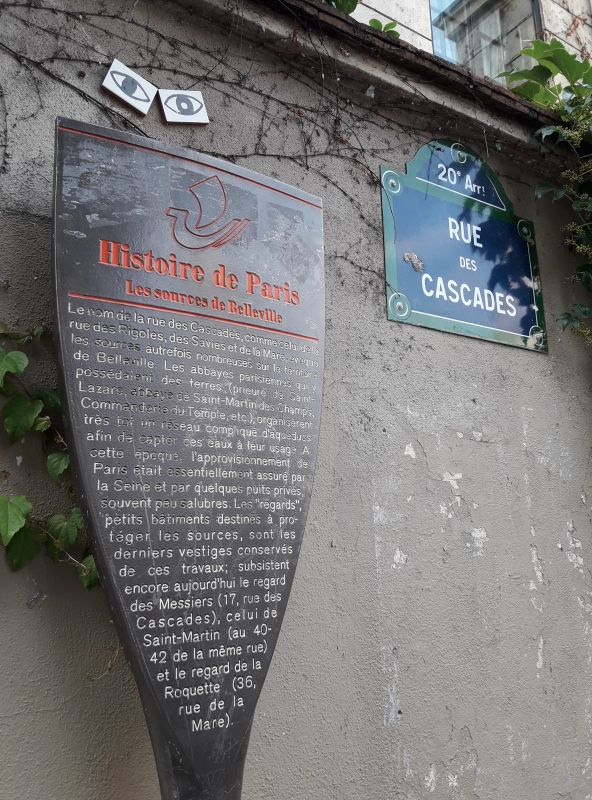 Histoire de Paris
Les sources de Belleville
Le nom de la rue des Cascades, comme celui de la
rue des Rigoles, des Savies et de la Mare, évoque
les sources autrefois nombreuses sur le territoire
de Belleville. Les abbayes parisiennes qui y
possédaient des terres (prieuré de Saint-
Lazare, abbaye de Saint-Martin des Champs,
Commanderie du Temple, etc.), organisèrent
très tôt un réseau compliqué d'aqueducs
afin de capter ces eaux à leur usage. A
cette époque, l'approvisionnement de
Paris était essentiellement assuré par
la Seine et par quelques puits privés,
souvent peu salubres. Les "regards",
petits bâtiments destinés à pro-
téger les sources, sont les
derniers vestiges conservés
de ces travaux; subsistent
encore aujourd'hui le regard
des Messiers (17, rue des
Cascades), celui de
Saint-Martin (au 40-
42 de la même rue)
et le regard de la
Roquette (36,
rue de la
Mare).
20e Arrt
RUE
DES
CASCADES